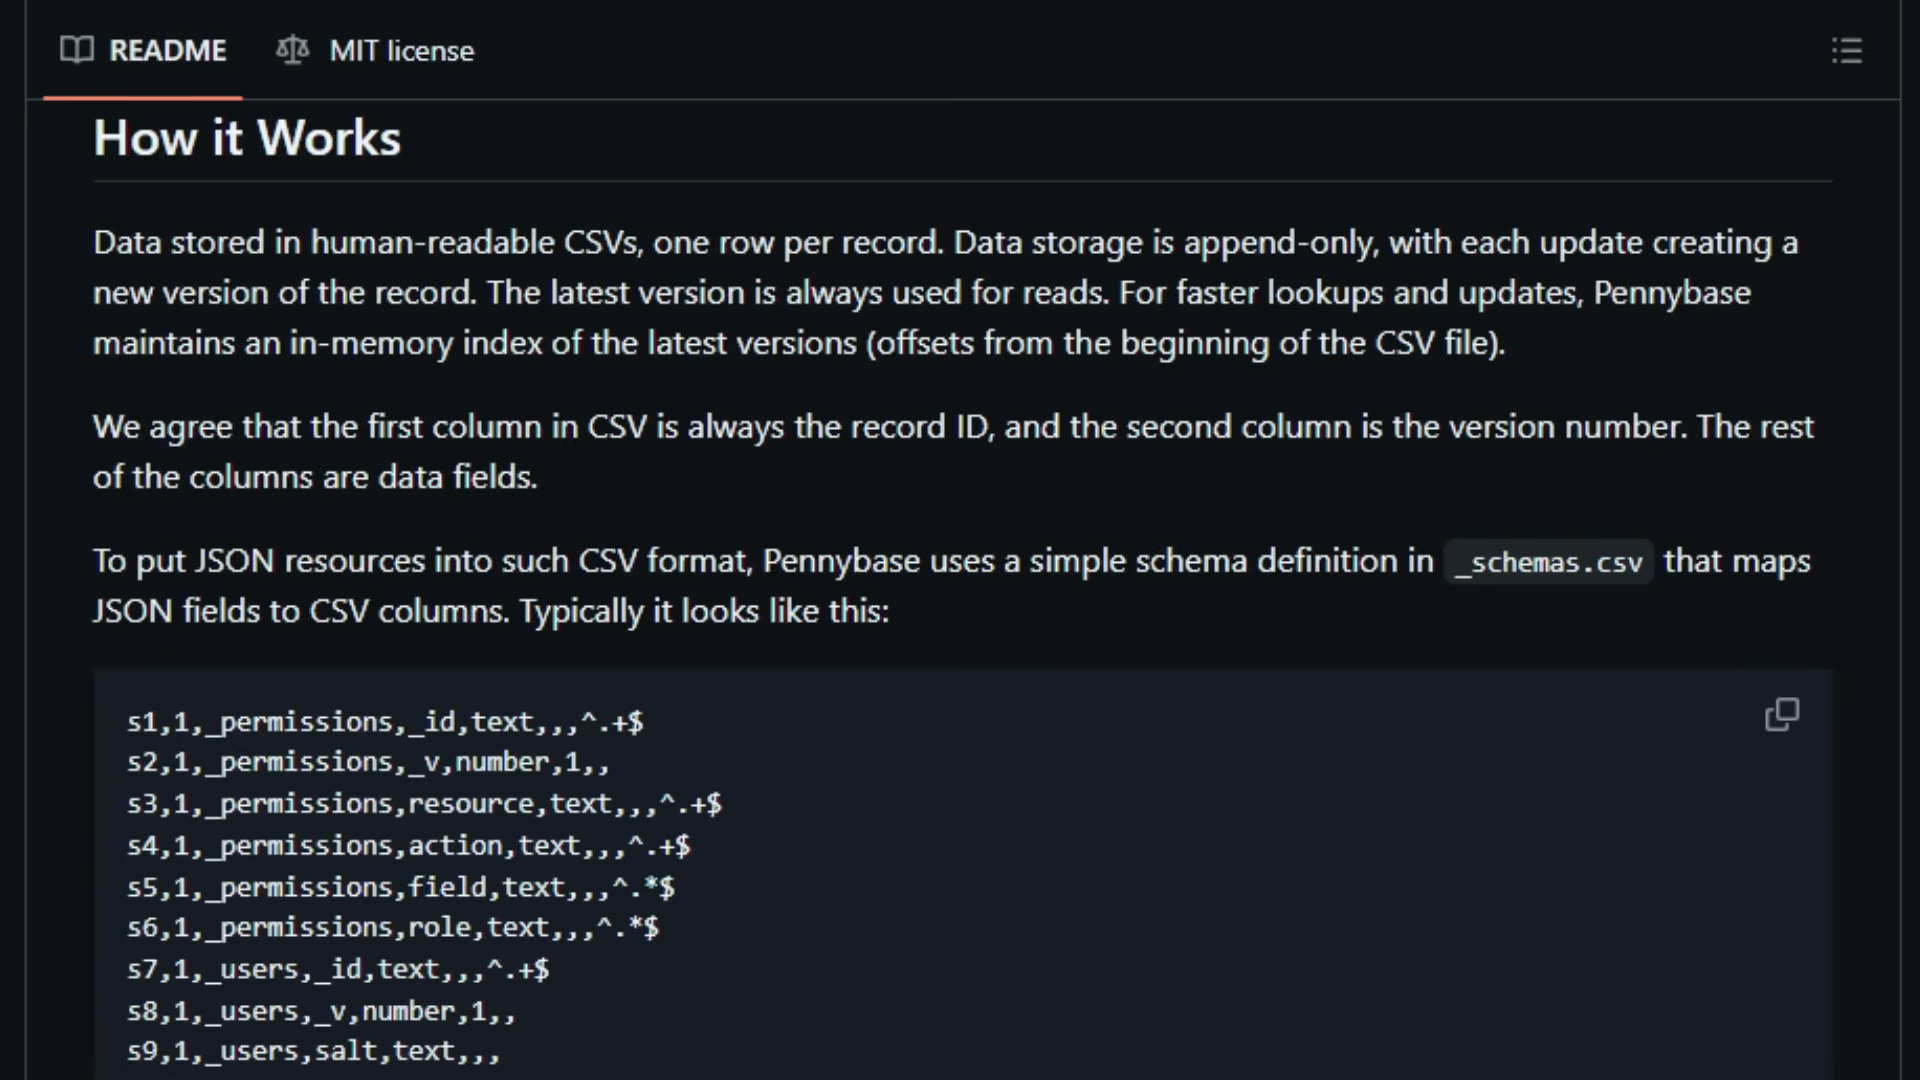 README MIT license
How it Works
Data stored in human-readable CSVs, one row per record. Data storage is append-only, with each update creating a
new version of the record. The latest version is always used for reads. For faster lookups and updates, Pennybase
maintains an in-memory index of the latest versions (offsets from the beginning of the CSV file).
We agree that the first column in CSV is always the record ID, and the second column is the version number. The rest
of the columns are data fields.
To put JSON resources into such CSV format, Pennybase uses a simple schema definition in _schemas.csv that maps
JSON fields to CSV columns. Typically it looks like this:
s1,1,_permissions,_id,text,,,^.+$
s2,1,_permissions,_v,number,1,,
s3,1,_permissions,resource,text,,,^.+$
s4,1,_permissions,action,text,,,^.+$
s5,1,_permissions,field,text,,,^.*$
s6,1,_permissions,role,text,,,^.*$
s7,1,_users,_id,text,,,^.+$
s8,1,_users,_v,number,1,,
s9,1,_users,salt,text,,,